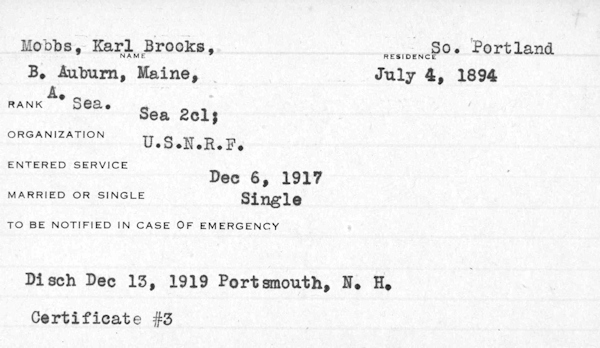 Mobbs, Karl Brooks, So. Portland
NAME RESIDENCE
B. Auburn, Maine, July 4, 1894
RANK A. Sea. Sea 2cl;
ORGANIZATION U.S.N.R.F.
ENTERED SERVICE Dec 6, 1917
MARRIED OR SINGLE Single
TO BE NOTIFIED IN CASE OF EMERGENCY
Disch Dec 13, 1919 Portsmouth, N. H.
Certificate #3